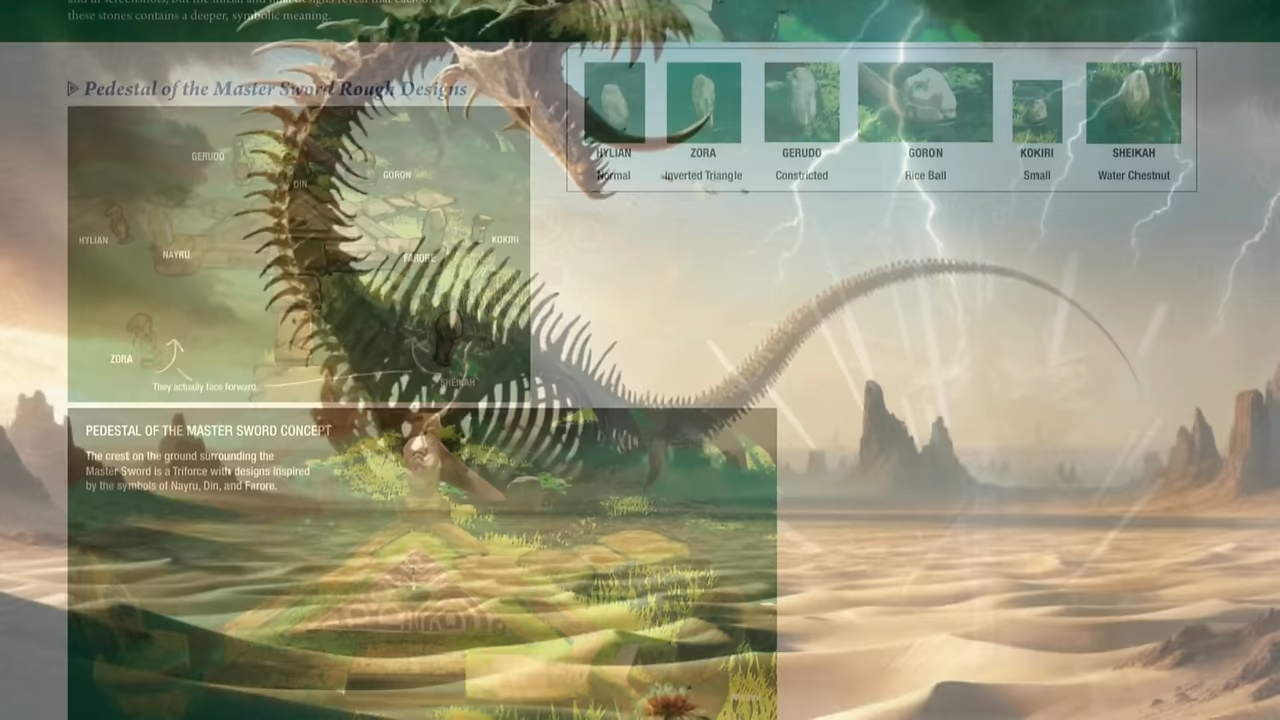 these stones contains a deeper, symbolic meaning.
Pedestal of the Master Sword Rough Designs
HYLIAN
Normal
ZORA
Inverted Triangle
GERUDO
Constricted
GORON
Rice Ball
KOKIRI
Small
SHEIKAH
Water Chestnut
GERUDO
GORON
DIN
HYLIAN
KOKIRI
NAYRU
FARORE
ZORA
They actually face forward.
SHEIKAH
PEDESTAL OF THE MASTER SWORD CONCEPT
The crest on the ground surrounding the
Master Sword is a Triforce with designs inspired
by the symbols of Nayru, Din, and Farore.